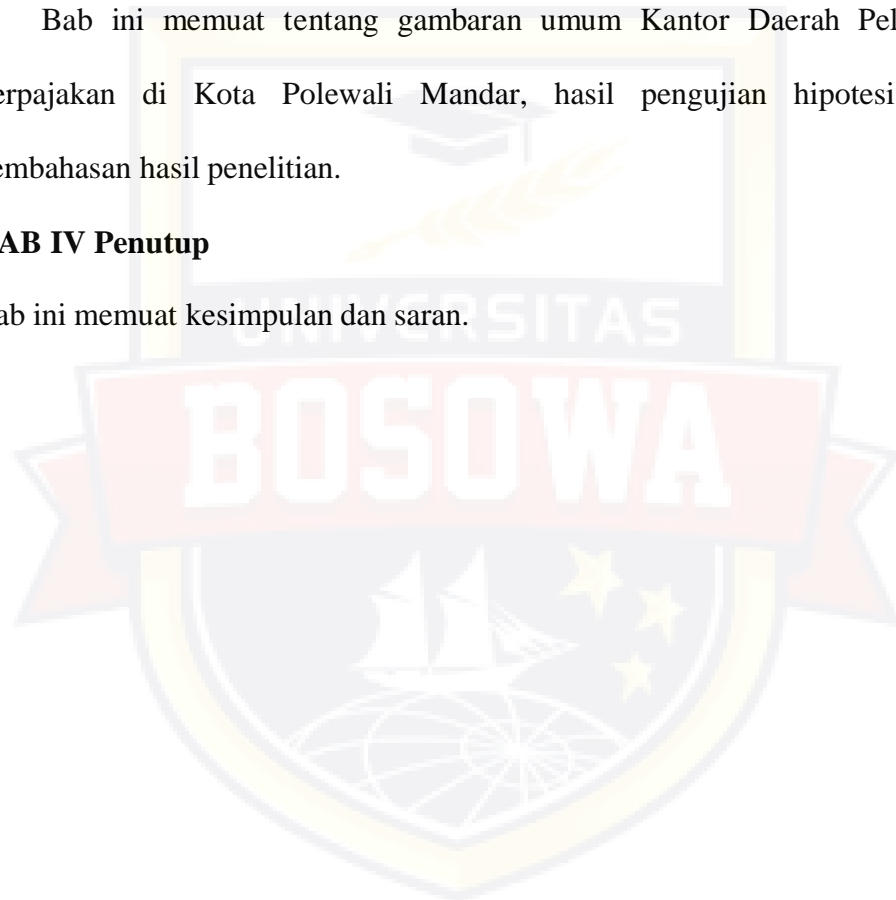 Bab ini memuat tentang gambaran umum Kantor Daerah Pel
erpajakan di Kota Polewali Mandar, hasil pengujian hipotesi
embahasan hasil penelitian.
AB IV Penutup
ab ini memuat kesimpulan dan saran.
UNIVERSITAS
BOSOWA